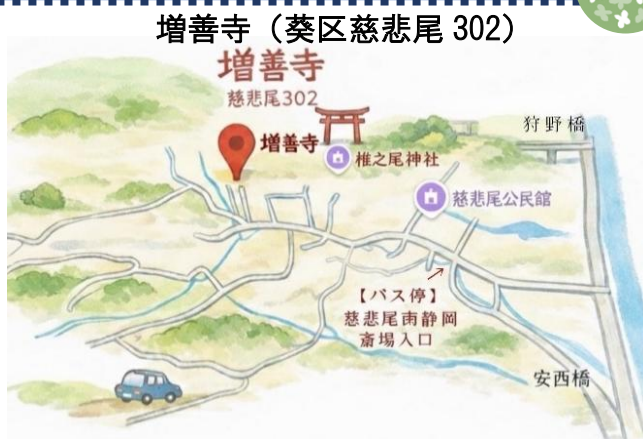 増善寺（葵区慈悲尾 302）
増善寺
慈悲尾302
狩野橋
増善寺
椎之尾神社
慈悲尾公民館
【バス停】
慈悲尾南静岡
斎場入口
安西橋